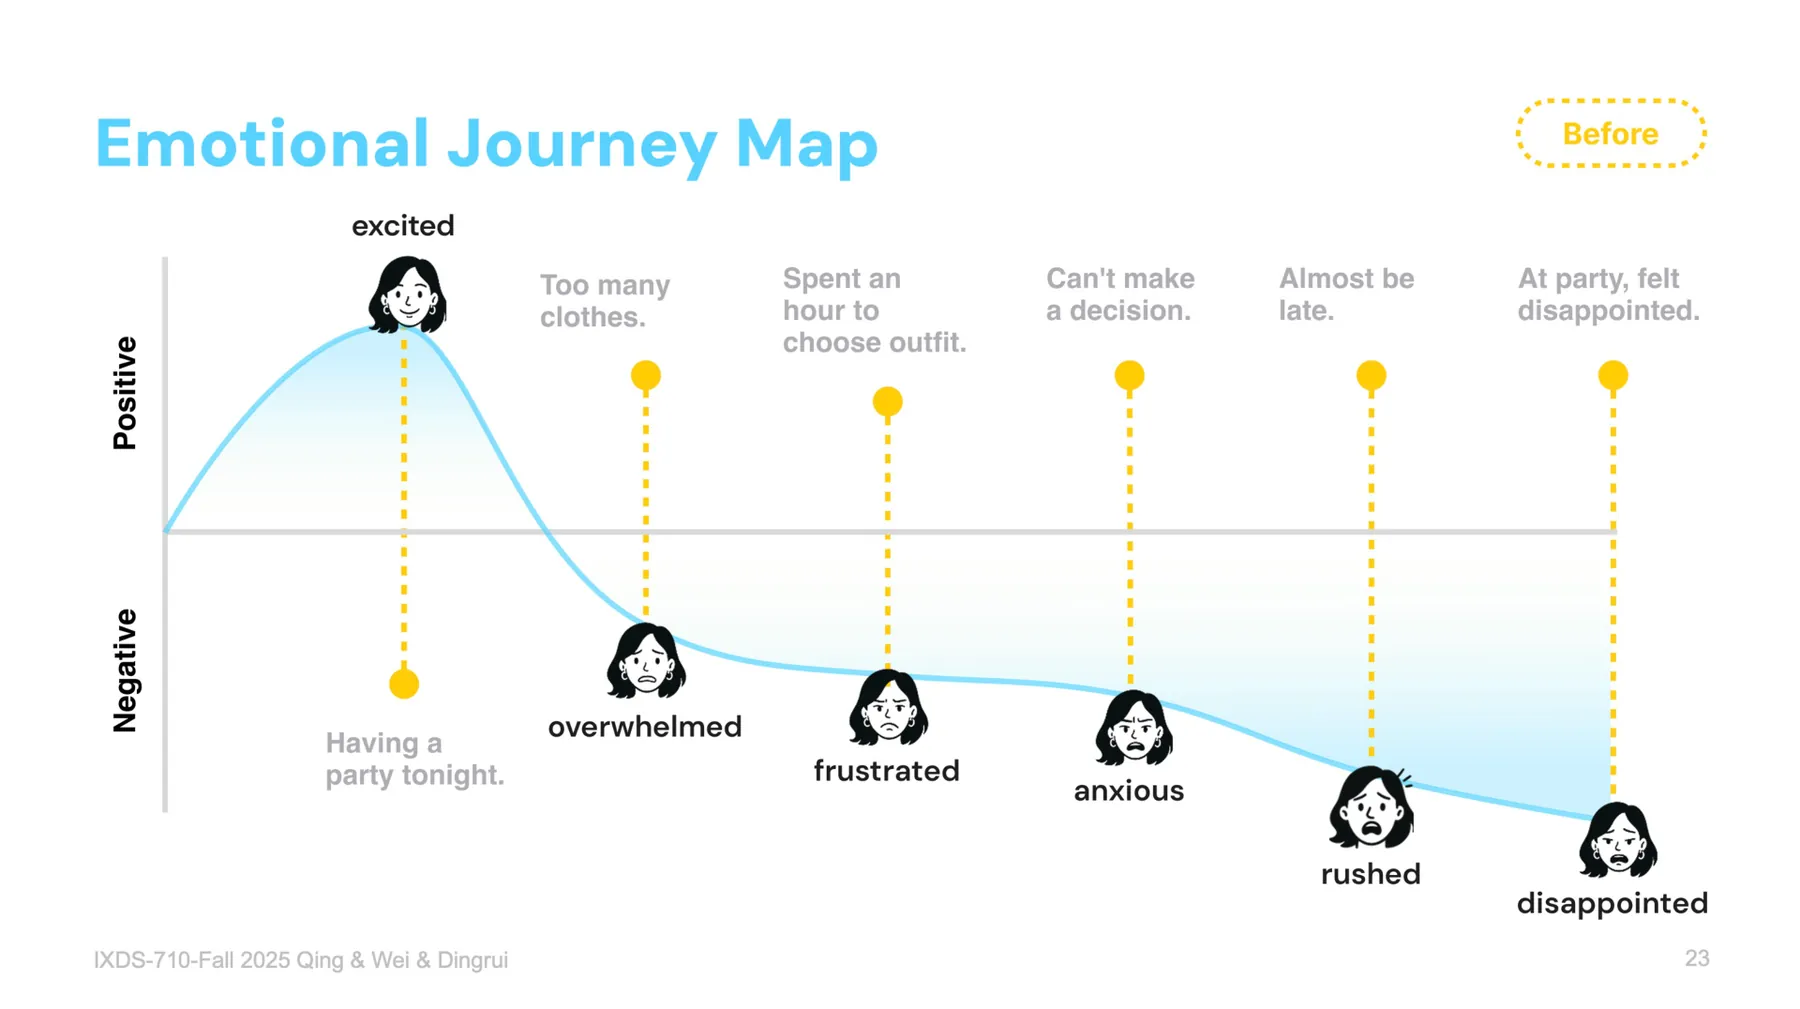 Emotional Journey Map
Before
excited
Too many
clothes.
Spent an
hour to
choose outfit.
Can't make
a decision.
Almost be
late.
At party, felt
disappointed.
Positive
Negative
Having a
party tonight.
overwhelmed
frustrated
anxious
rushed
disappointed
IXDS-710-Fall 2025 Qing & Wei & Dingrui
23